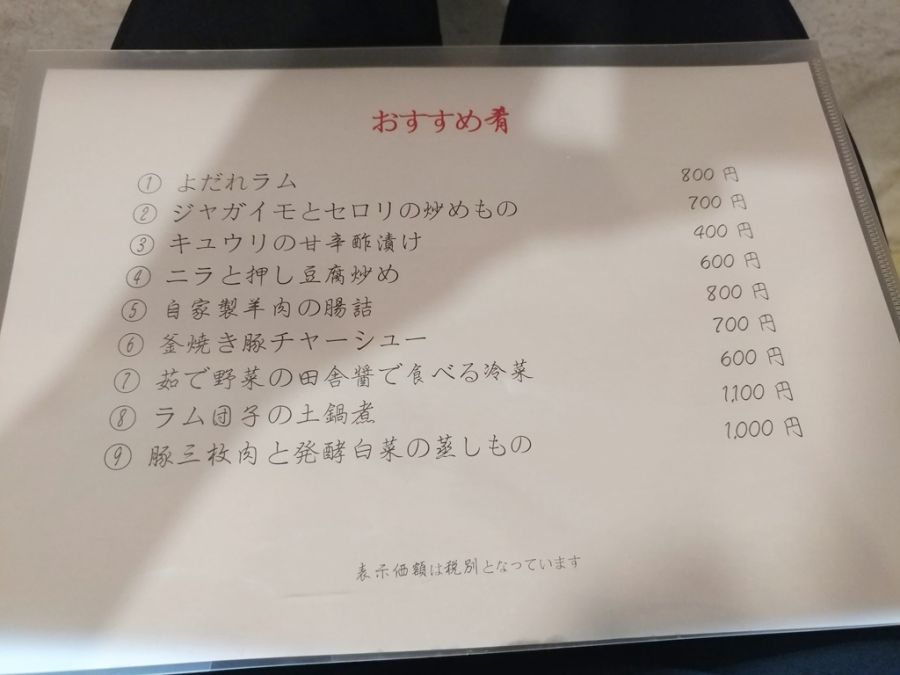 おすすめ肴
① よだれラム 800 円
② ジャガイモとセロリの炒めもの 700 円
③ キュウリの甘辛酢漬け 400 円
④ ニラと押し豆腐炒め 600 円
⑤ 自家製羊肉の腸詰 800 円
⑥ 釜焼き豚チャーシュー 700 円
⑦ 茹で野菜の田舎醤で食べる冷菜 600 円
⑧ ラム団子の土鍋煮 1,100 円
⑨ 豚三枚肉と発酵白菜の蒸しもの 1,000 円
表示価額は税別となっています